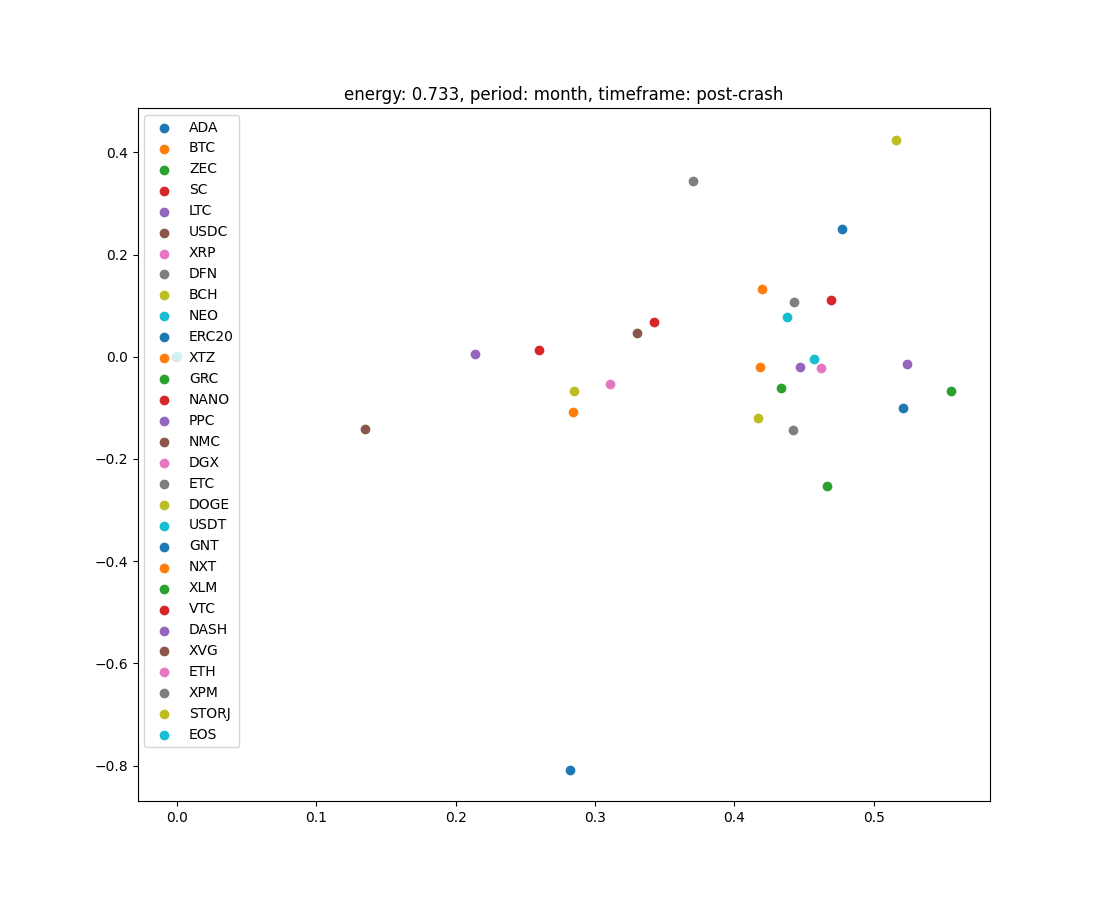 energy: 0.733, period: month, timeframe: post-crash
ADA
BTC
ZEC
SC
LTC
USDC
XRP
DFN
BCH
NEO
ERC20
XTZ
GRC
NANO
PPC
NMC
DGX
ETC
DOGE
USDT
GNT
NXT
XLM
VTC
DASH
XVG
ETH
XPM
STORJ
EOS
0.4
0.2
0.0
−0.2
−0.4
−0.6
−0.8
0.0 0.1 0.2 0.3 0.4 0.5